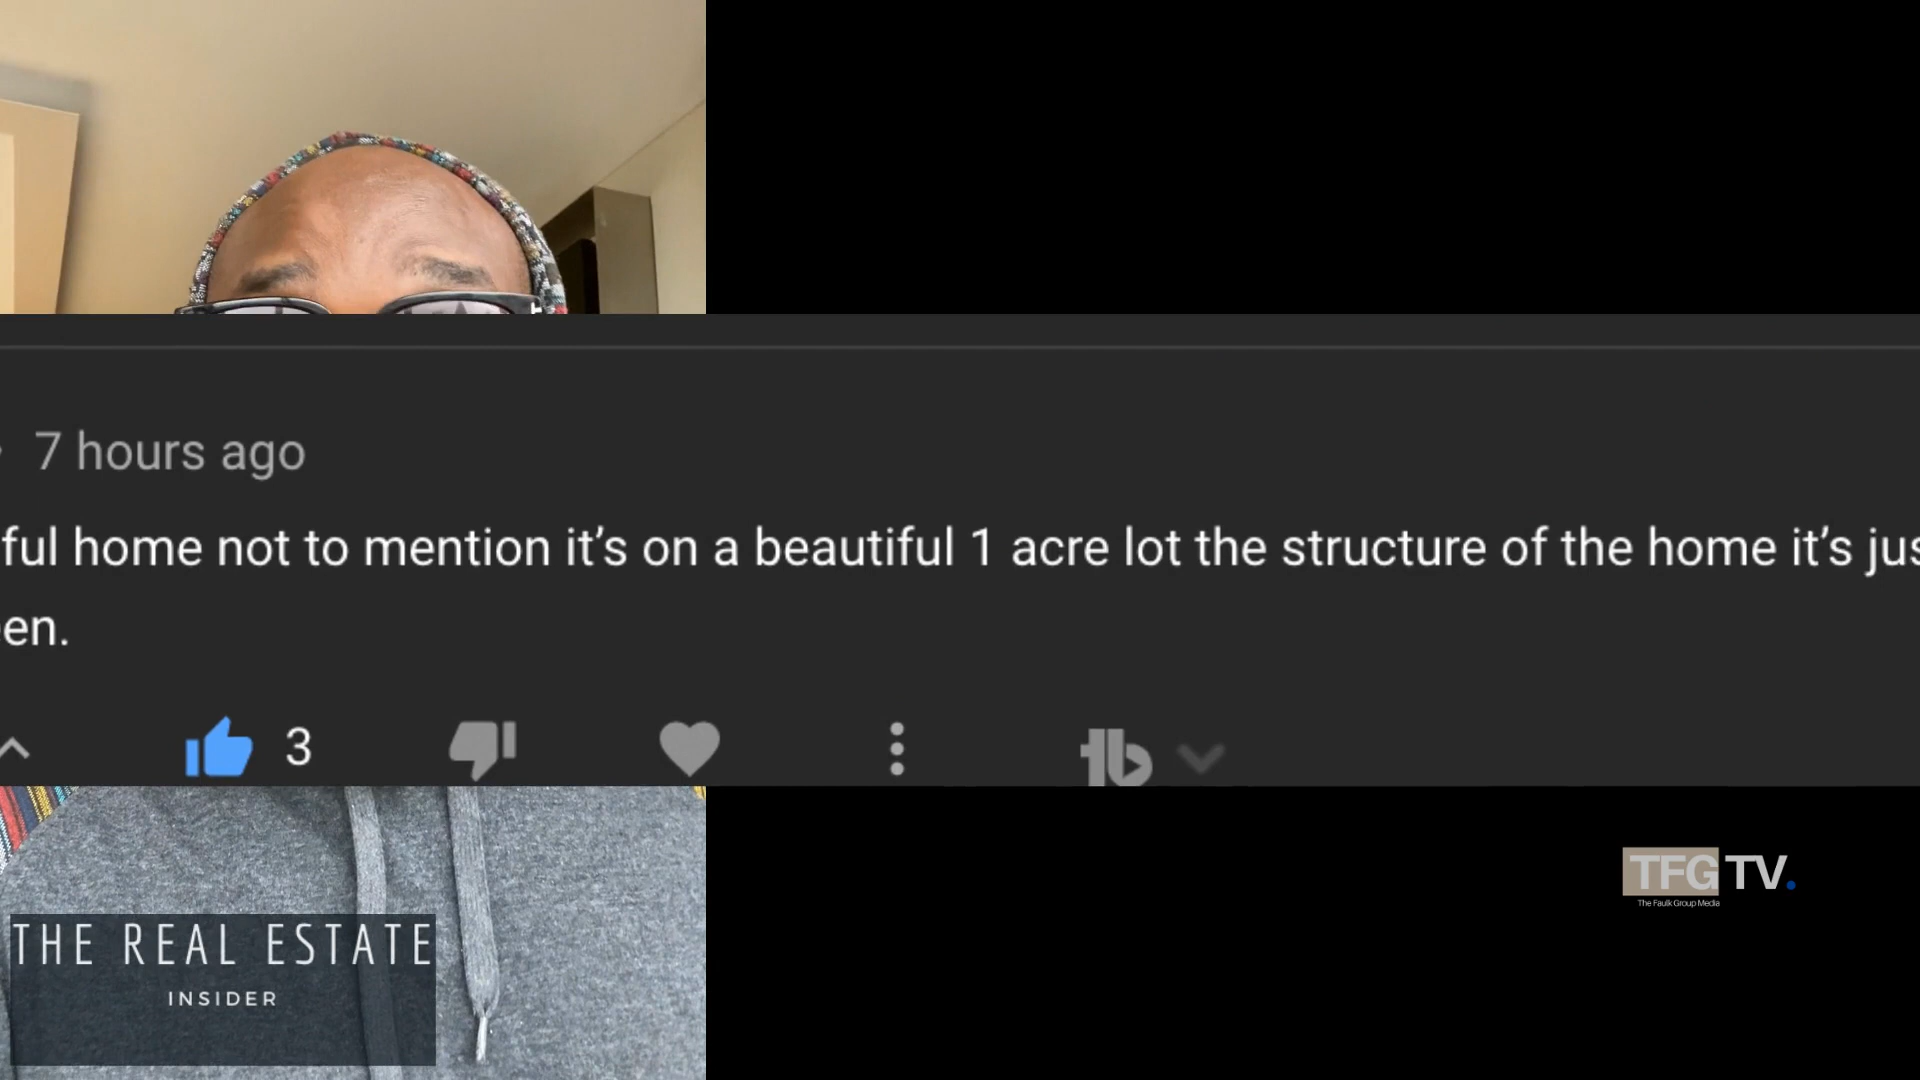 7 hours ago
ful home not to mention it's on a beautiful 1 acre lot the structure of the home it's jus
en.
3
TFG TV.
The Faulk Group Media
THE REAL ESTATE
INSIDER